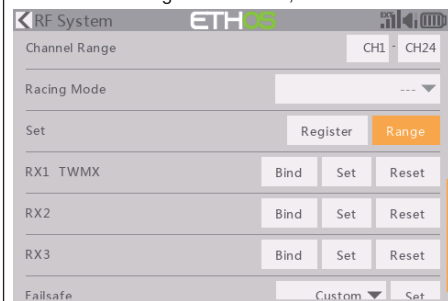 RF System ETHOS EXT
Channel Range CH1 - CH24
Racing Mode ---
Set Register Range
RX1 TWMX Bind Set Reset
RX2 Bind Set Reset
RX3 Bind Set Reset
Failsafe Custom Set